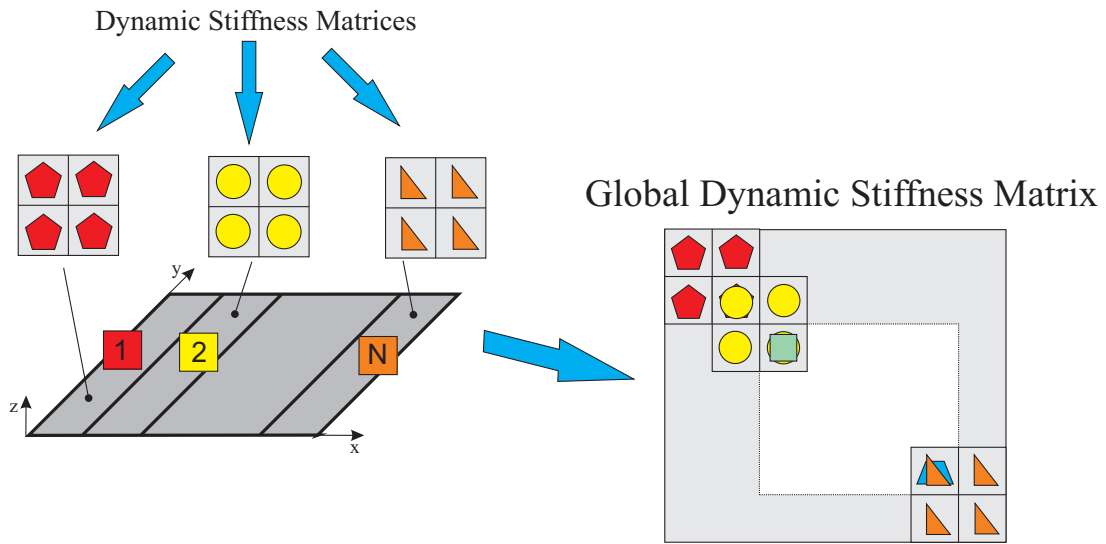 Dynamic Stiffness Matrices
Global Dynamic Stiffness Matrix
y
1
2
N
z
x